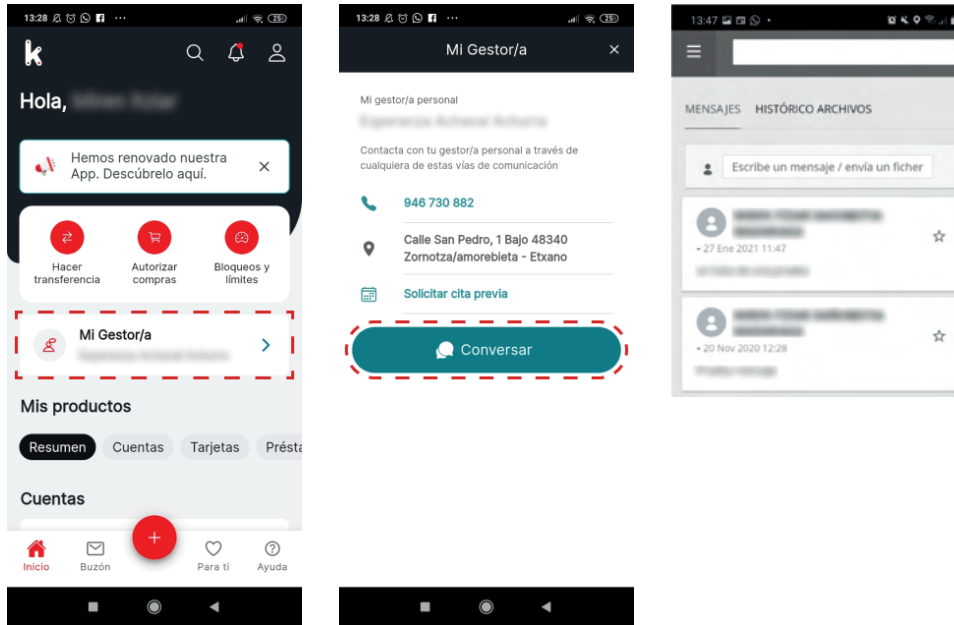 13:28
25
k
Hola,
Hemos renovado nuestra
App. Descúbrelo aquí.
Hacer
transferencia
Autorizar
compras
Bloqueos y
límites
Mi Gestor/a
Mis productos
Resumen Cuentas Tarjetas Présta
Cuentas
Inicio Buzón Para ti Ayuda
13:28
25
Mi Gestor/a
Mi gestor/a personal
Contacta con tu gestor/a personal a través de
cualquiera de estas vías de comunicación
946 730 882
Calle San Pedro, 1 Bajo 48340
Zornotza/amorebieta - Etxano
Solicitar cita previa
Conversar
13:47
MENSAJES HISTÓRICO ARCHIVOS
Escribe un mensaje / envía un ficher
• 27 Ene 2021 11:47
• 20 Nov 2020 12:28